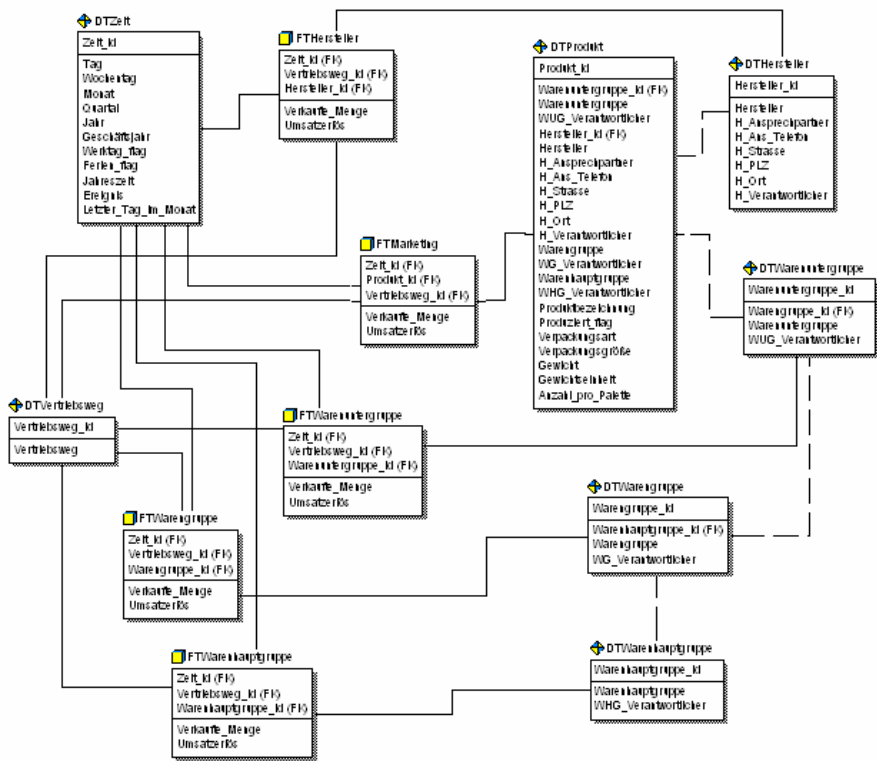 DTZeit
Zeit_id
Tag
Wochentag
Monat
Quartal
Jahr
Geschäftsjahr
Werktag_flag
Ferien_flag
Jahreszeit
Ereignis
Letzter_Tag_im_Monat
FTHersteller
Zeit_id (FK)
Vertriebsweg_id (FK)
Hersteller_id (FK)
Verkaufte_Menge
Umsatzerlös
DTProdukt
Produkt_id
Warenuntergruppe_id (FK)
Warenuntergruppe
WUG_Verantwortlicher
Hersteller_id (FK)
Hersteller
H_Ansprechpartner
H_Ans_Telefon
H_Strasse
H_PLZ
H_Ort
H_Verantwortlicher
Warengruppe
WG_Verantwortlicher
Warenhauptgruppe
WHG_Verantwortlicher
Produktbezeichnung
Produziert_flag
Verpackungsart
Verpackungsgröße
Gewicht
Gewichtseinheit
Anzahl_pro_Palette
DTHersteller
Hersteller_id
Hersteller
H_Ansprechpartner
H_Ans_Telefon
H_Strasse
H_PLZ
H_Ort
H_Verantwortlicher
FTMarketing
Zeit_id (FK)
Produkt_id (FK)
Vertriebsweg_id (FK)
Verkaufte_Menge
Umsatzerlös
DTWarenuntergruppe
Warenuntergruppe_id
Warengruppe_id (FK)
Warenuntergruppe
WUG_Verantwortlicher
DTVertriebsweg
Vertriebsweg_id
Vertriebsweg
FTWarenuntergruppe
Zeit_id (FK)
Vertriebsweg_id (FK)
Warenuntergruppe_id (FK)
Verkaufte_Menge
Umsatzerlös
FTWarengruppe
Zeit_id (FK)
Vertriebsweg_id (FK)
Warengruppe_id (FK)
Verkaufte_Menge
Umsatzerlös
DTWarengruppe
Warengruppe_id
Warenhauptgruppe_id (FK)
Warengruppe
WG_Verantwortlicher
FTWarenhauptgruppe
Zeit_id (FK)
Vertriebsweg_id (FK)
Warenhauptgruppe_id (FK)
Verkaufte_Menge
Umsatzerlös
DTWarenhauptgruppe
Warenhauptgruppe_id
Warenhauptgruppe
WHG_Verantwortlicher